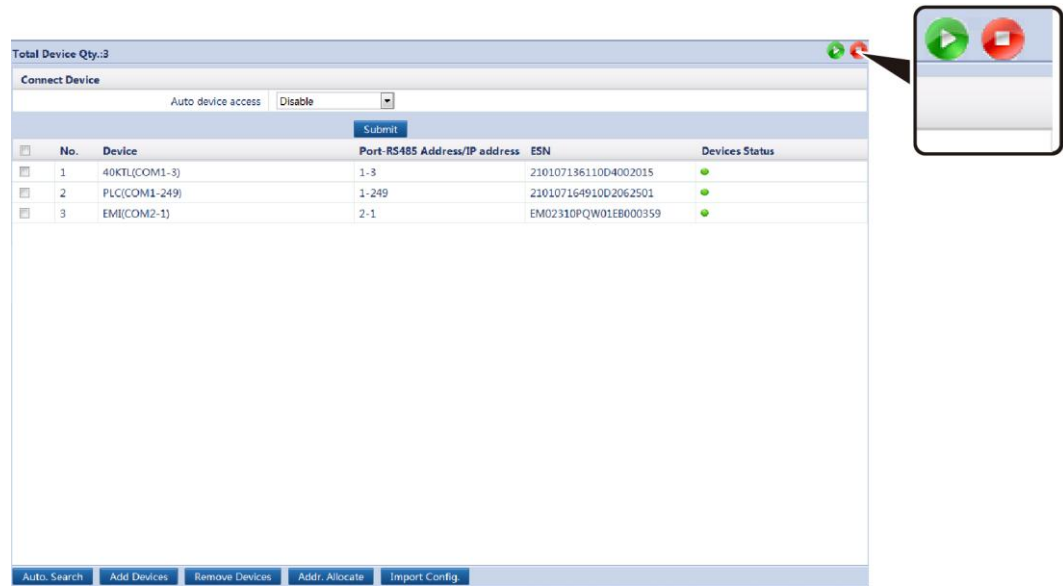 Total Device Qty.:3
Connect Device
Auto device access Disable
Submit
No. Device Port-RS485 Address/IP address ESN Devices Status
1 40KTL(COM1-3) 1-3 210107136110D4002015
2 PLC(COM1-249) 1-249 210107164910D2062501
3 EMI(COM2-1) 2-1 EM02310PQW01EB000359
Auto. Search Add Devices Remove Devices Addr. Allocate Import Config.